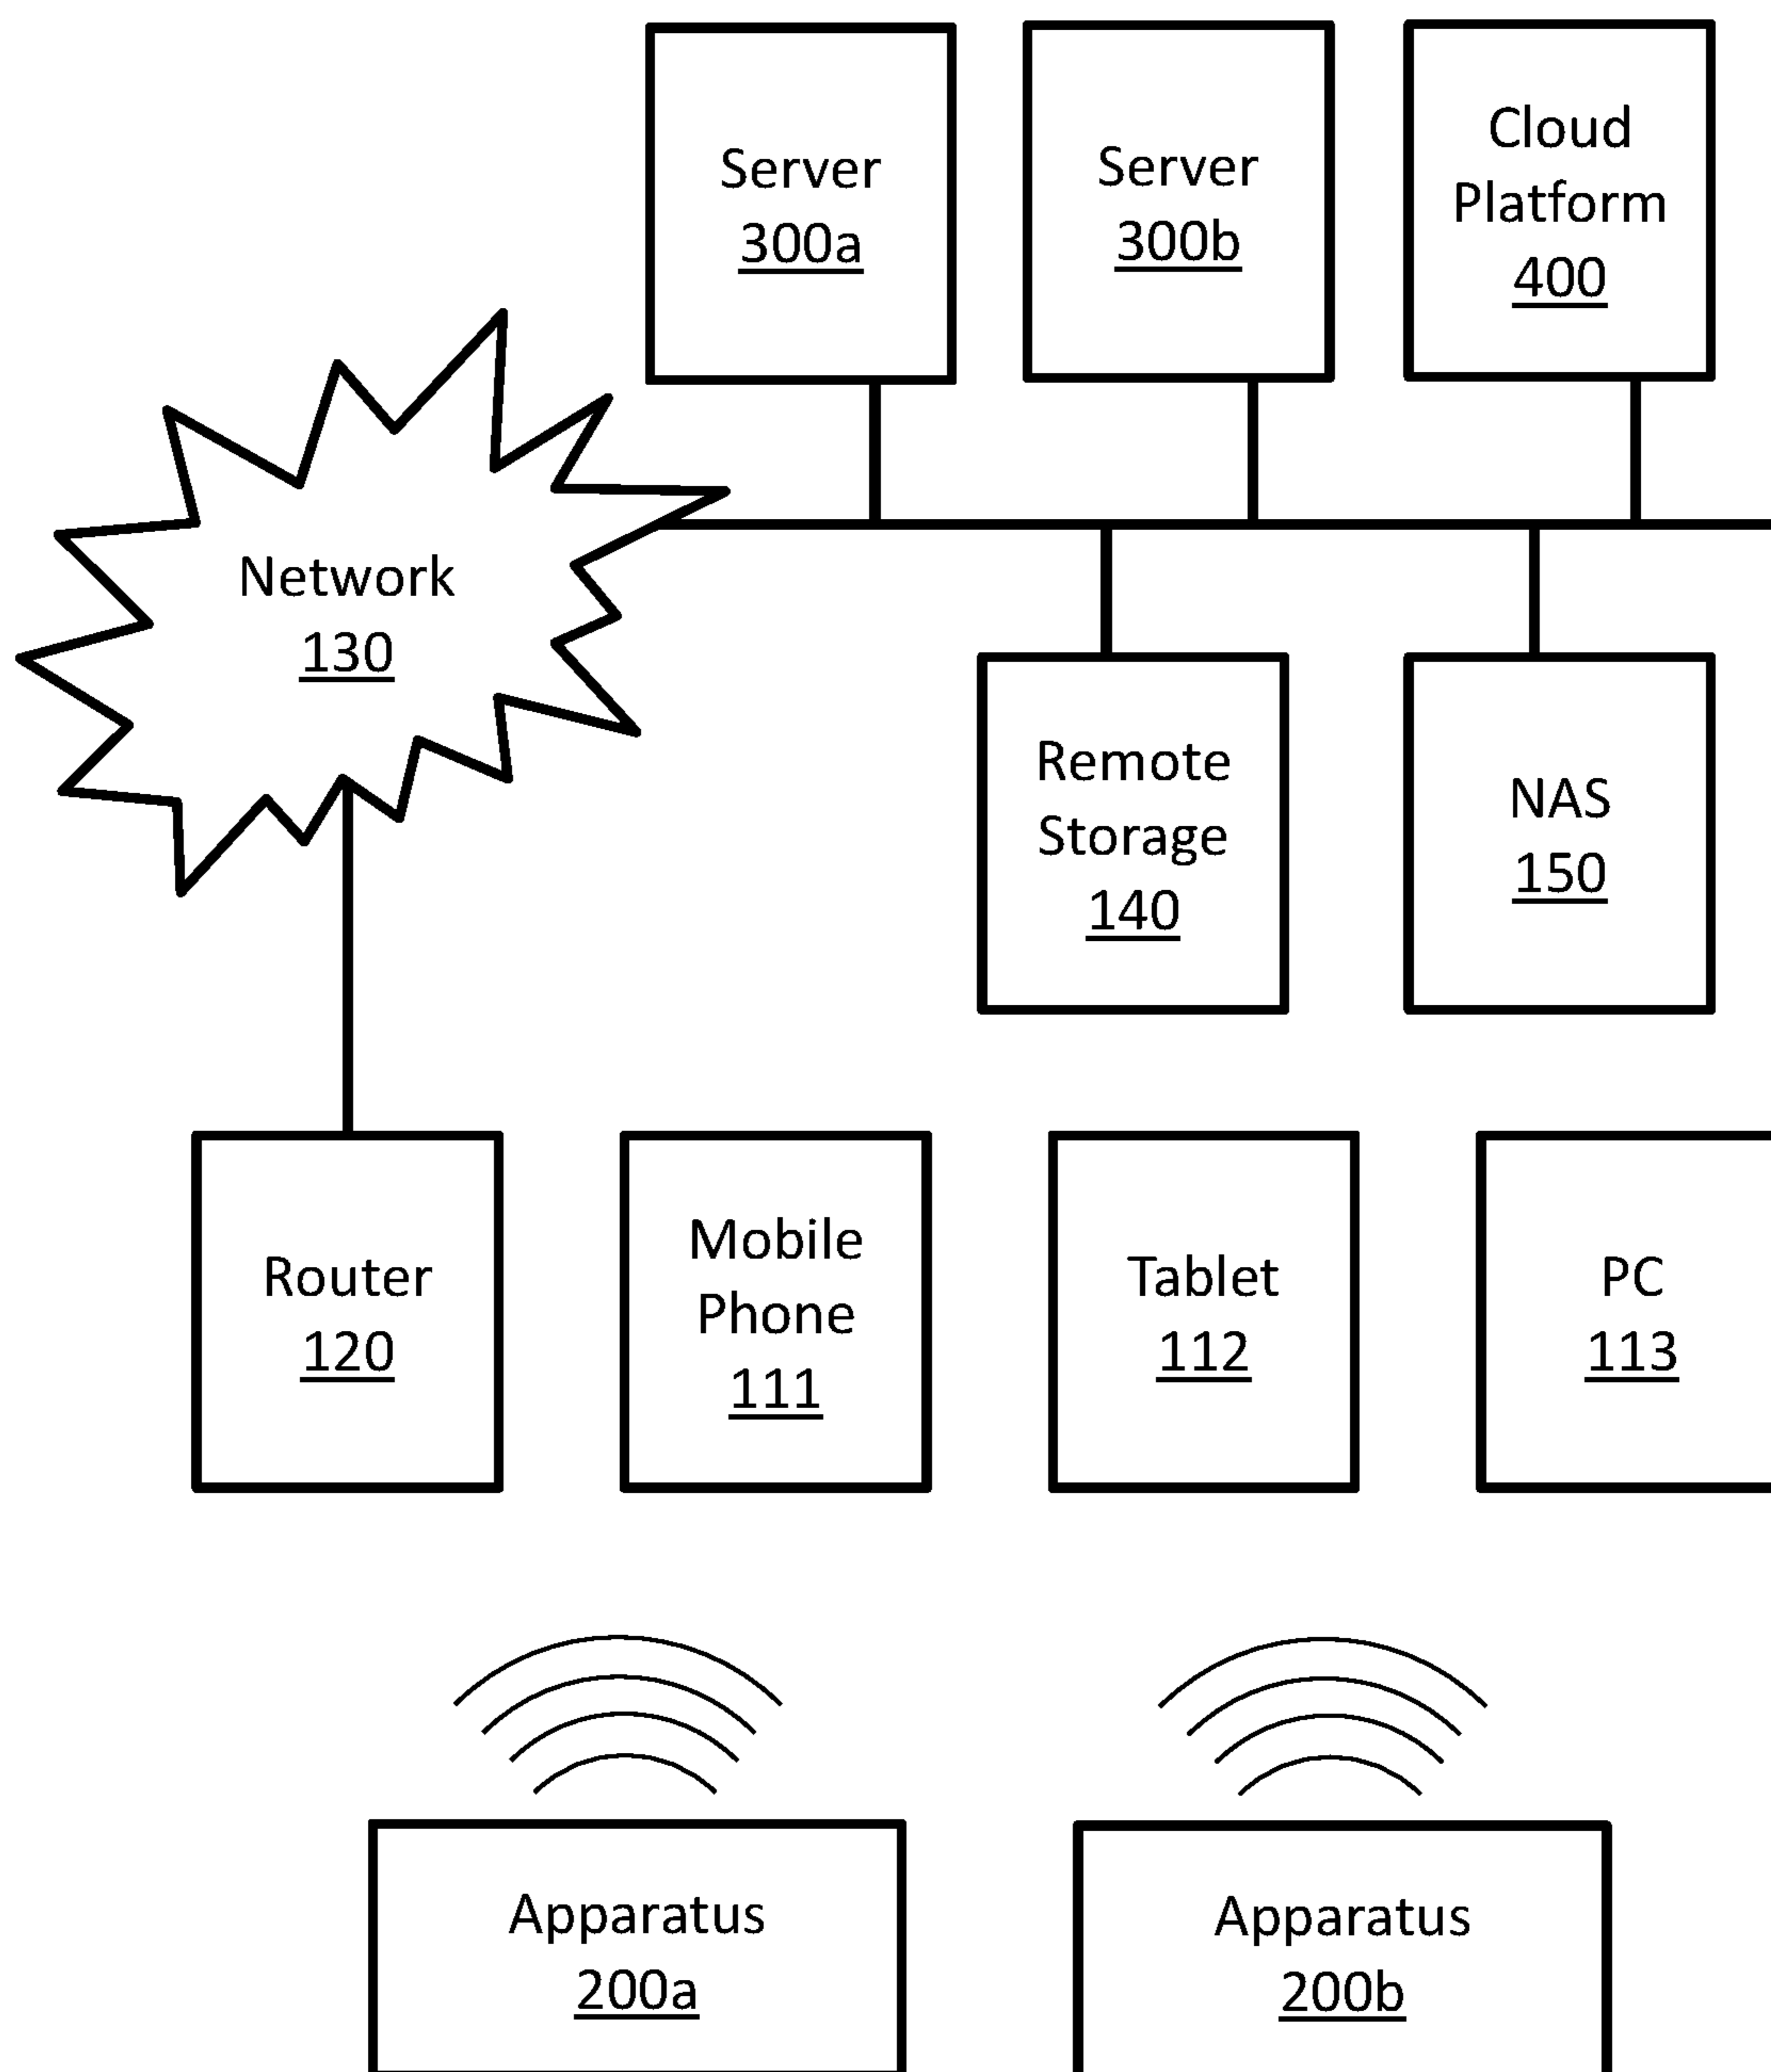 Server
300a
Server
300b
Cloud
Platform
400
Network
130
Remote
Storage
140
NAS
150
Router
120
Mobile
Phone
111
Tablet
112
PC
113
Apparatus
200a
Apparatus
200b